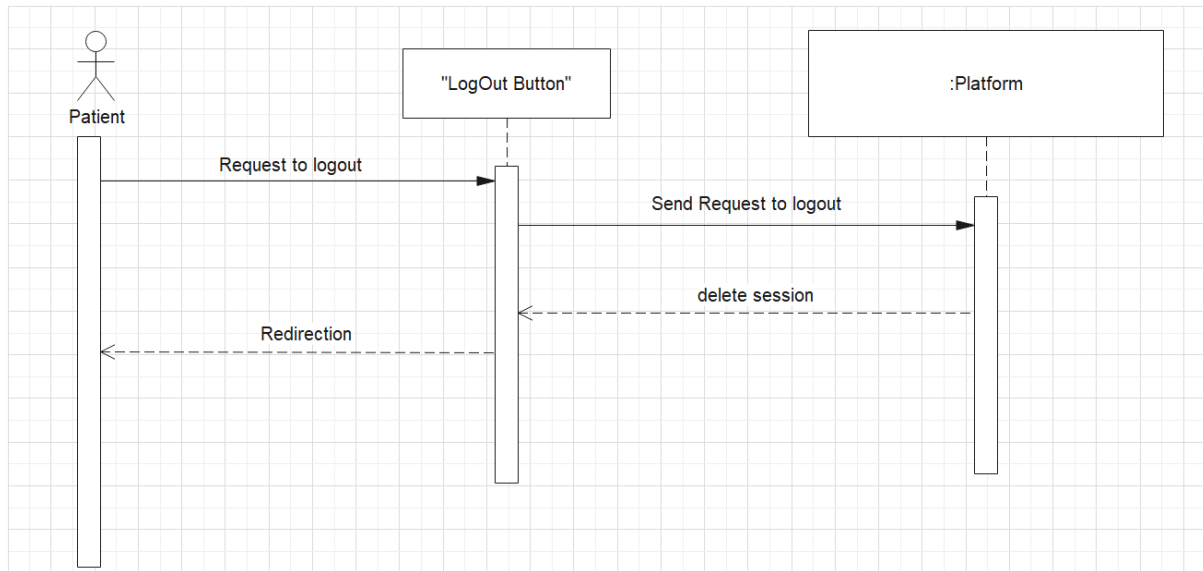 "LogOut Button"
:Platform
Patient
Request to logout
Send Request to logout
delete session
Redirection